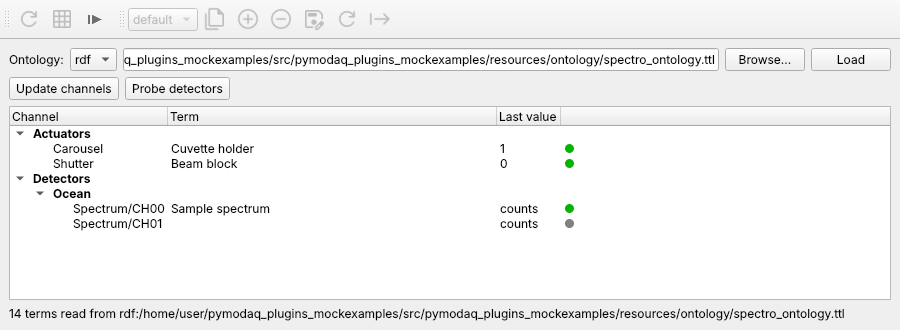 default
Ontology: rdf q_plugins_mockexamples/src/pymodaq_plugins_mockexamples/resources/ontology/spectro_ontology.ttl Browse... Load
Update channels Probe detectors
Channel Term Last value
Actuators
Carousel Cuvette holder 1
Shutter Beam block 0
Detectors
Ocean
Spectrum/CH00 Sample spectrum counts
Spectrum/CH01 counts
14 terms read from rdf:/home/user/pymodaq_plugins_mockexamples/src/pymodaq_plugins_mockexamples/resources/ontology/spectro_ontology.ttl